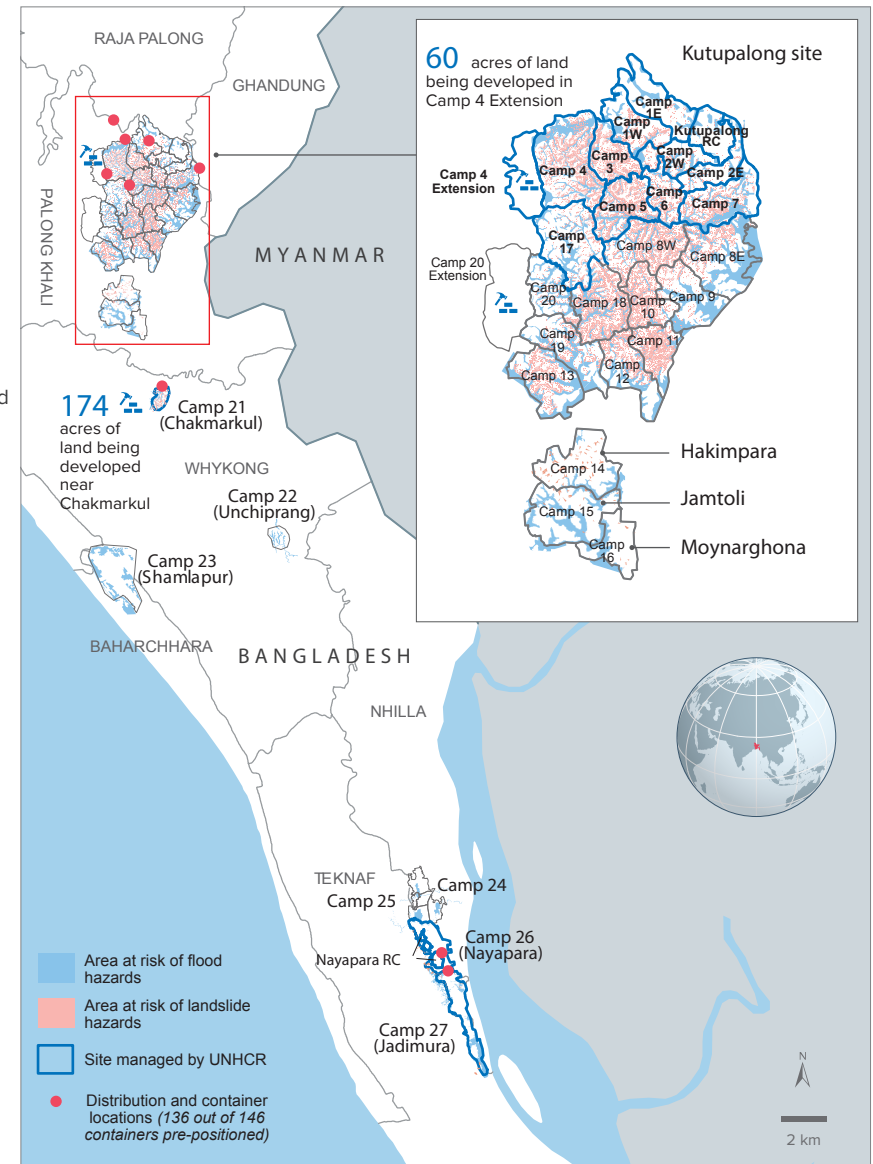 RAJA PALONG
GHANDUNG
PALONG KHALI
MYANMAR
60 acres of land
being developed in
Camp 4 Extension
Kutupalong site
Camp
1E
Camp
1W
Kutupalong
RC
Camp
2W
Camp 2E
Camp
3
Camp 4
Camp 4
Extension
Camp 5
Camp
6
Camp 7
Camp
17
Camp 8W
Camp 8E
Camp 20
Extension
Camp
20
Camp 18
Camp
10
Camp 9
Camp
19
Camp 11
Camp 13
Camp
12
Camp 14
Hakimpara
Camp 15
Jamtoli
Camp
16
Moynarghona
d
174
acres of
land being
developed
near
Chakmarkul
Camp 21
(Chakmarkul)
WHYKONG
Camp 22
(Unchiprang)
Camp 23
(Shamlapur)
BAHARCHHARA
BANGLADESH
NHILLA
TEKNAF
Camp 24
Camp 25
Camp 26
(Nayapara)
Nayapara RC
Camp 27
(Jadimura)
Area at risk of flood
hazards
Area at risk of landslide
hazards
Site managed by UNHCR
Distribution and container
locations (136 out of 146
containers pre-positioned)
N
2 km